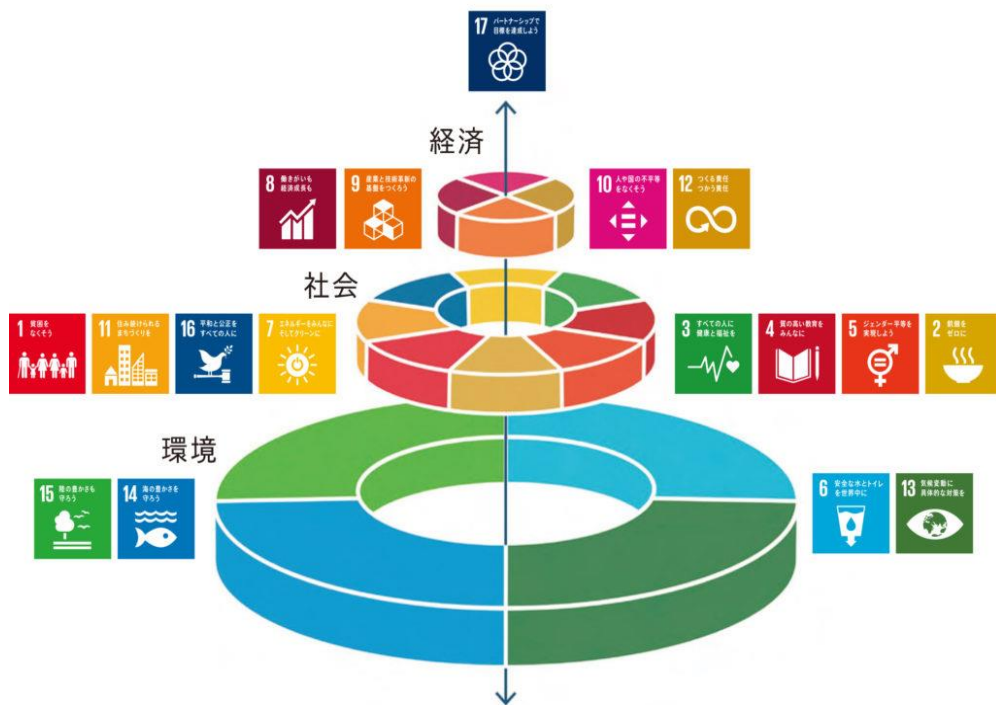 17 パートナーシップで
目標を達成しよう
経済
8 働きがいも
経済成長も
9 産業と技術革新の
基盤をつくろう
10 人や国の不平等
をなくそう
12 つくる責任
つかう責任
社会
1 貧困を
なくそう
11 住み続けられる
まちづくりを
16 平和と公正を
すべての人に
7 エネルギーをみんなに
そしてクリーンに
3 すべての人に
健康と福祉を
4 質の高い教育を
みんなに
5 ジェンダー平等を
実現しよう
2 飢餓を
ゼロに
環境
15 陸の豊かさも
守ろう
14 海の豊かさを
守ろう
6 安全な水とトイレ
を世界中に
13 気候変動に
具体的な対策を